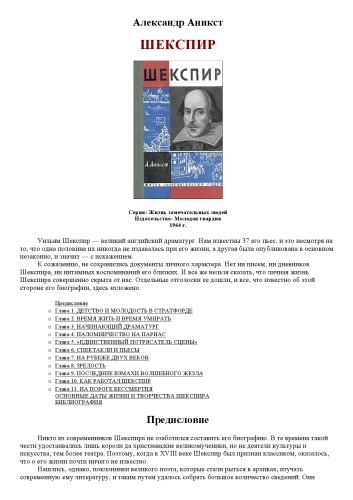 Александр Аникст
ШЕКСПИР
ШЕКСПИР
А.Аникст
ЖИЗНЬ ЗАМЕЧАТЕЛЬНЫХ ЛЮДЕЙ
Серия: Жизнь замечательных людей
Издательство: Молодая гвардия
1964 г.
Уильям Шекспир — великий английский драматург. Нам известны 37 его пьес, и это несмотря на
то, что одна половина их никогда не издавалась при его жизни, а другая была опубликована в основном
незаконно, и значит — с искажением.
К сожалению, не сохранились документы личного характера. Нет ни писем, ни дневников
Шекспира, ни интимных воспоминаний его близких. И все же нельзя сказать, что личная жизнь
Шекспира совершенно скрыта от нас. Отдельные отголоски ее дошли, и все, что известно об этой
стороне его биографии, здесь изложено.
Предисловие
Глава 1. ДЕТСТВО И МОЛОДОСТЬ В СТРАТФОРДЕ
Глава 2. ВРЕМЯ ЖИТЬ И ВРЕМЯ УМИРАТЬ
Глава 3. НАЧИНАЮЩИЙ ДРАМАТУРГ
Глава 4. ПАЛОМНИЧЕСТВО НА ПАРНАС
Глава 5. «ЕДИНСТВЕННЫЙ ПОТРЯСАТЕЛЬ СЦЕНЫ»
Глава 6. СПЕКТАКЛИ И ПЬЕСЫ
Глава 7. НА РУБЕЖЕ ДВУХ ВЕКОВ
Глава 8. ЗРЕЛОСТЬ
Глава 9. ПОСЛЕДНИЕ ВЗМАХИ ВОЛШЕБНОГО ЖЕЗЛА
Глава 10. КАК РАБОТАЛ ШЕКСПИР
Глава 11. НА ПОРОГЕ БЕССМЕРТИЯ
ОСНОВНЫЕ ДАТЫ ЖИЗНИ И ТВОРЧЕСТВА ШЕКСПИРА
БИБЛИОГРАФИЯ
Предисловие
Никто из современников Шекспира не озаботился составить его биографию. В те времена такой
чести удостаивались лишь короли да христианские великомученики, но не деятели культуры и
искусства, тем более театра. Поэтому, когда в XVIII веке Шекспир был признан классиком, оказалось,
что о его жизни почти ничего не известно.
Нашлись, однако, поклонники великого поэта, которые стали рыться в архивах, изучать
современную ему литературу, и таким путем удалось собрать большое количество сведений. Они